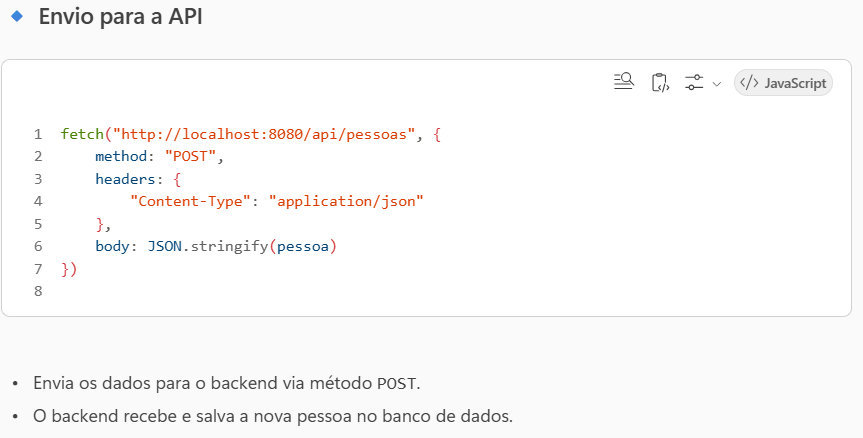 Envio para a API
</> JavaScript
1 fetch("http://localhost:8080/api/pessoas", {
2     method: "POST",
3     headers: {
4         "Content-Type": "application/json"
5     },
6     body: JSON.stringify(pessoa)
7 })
8
• Envia os dados para o backend via método POST.
• O backend recebe e salva a nova pessoa no banco de dados.